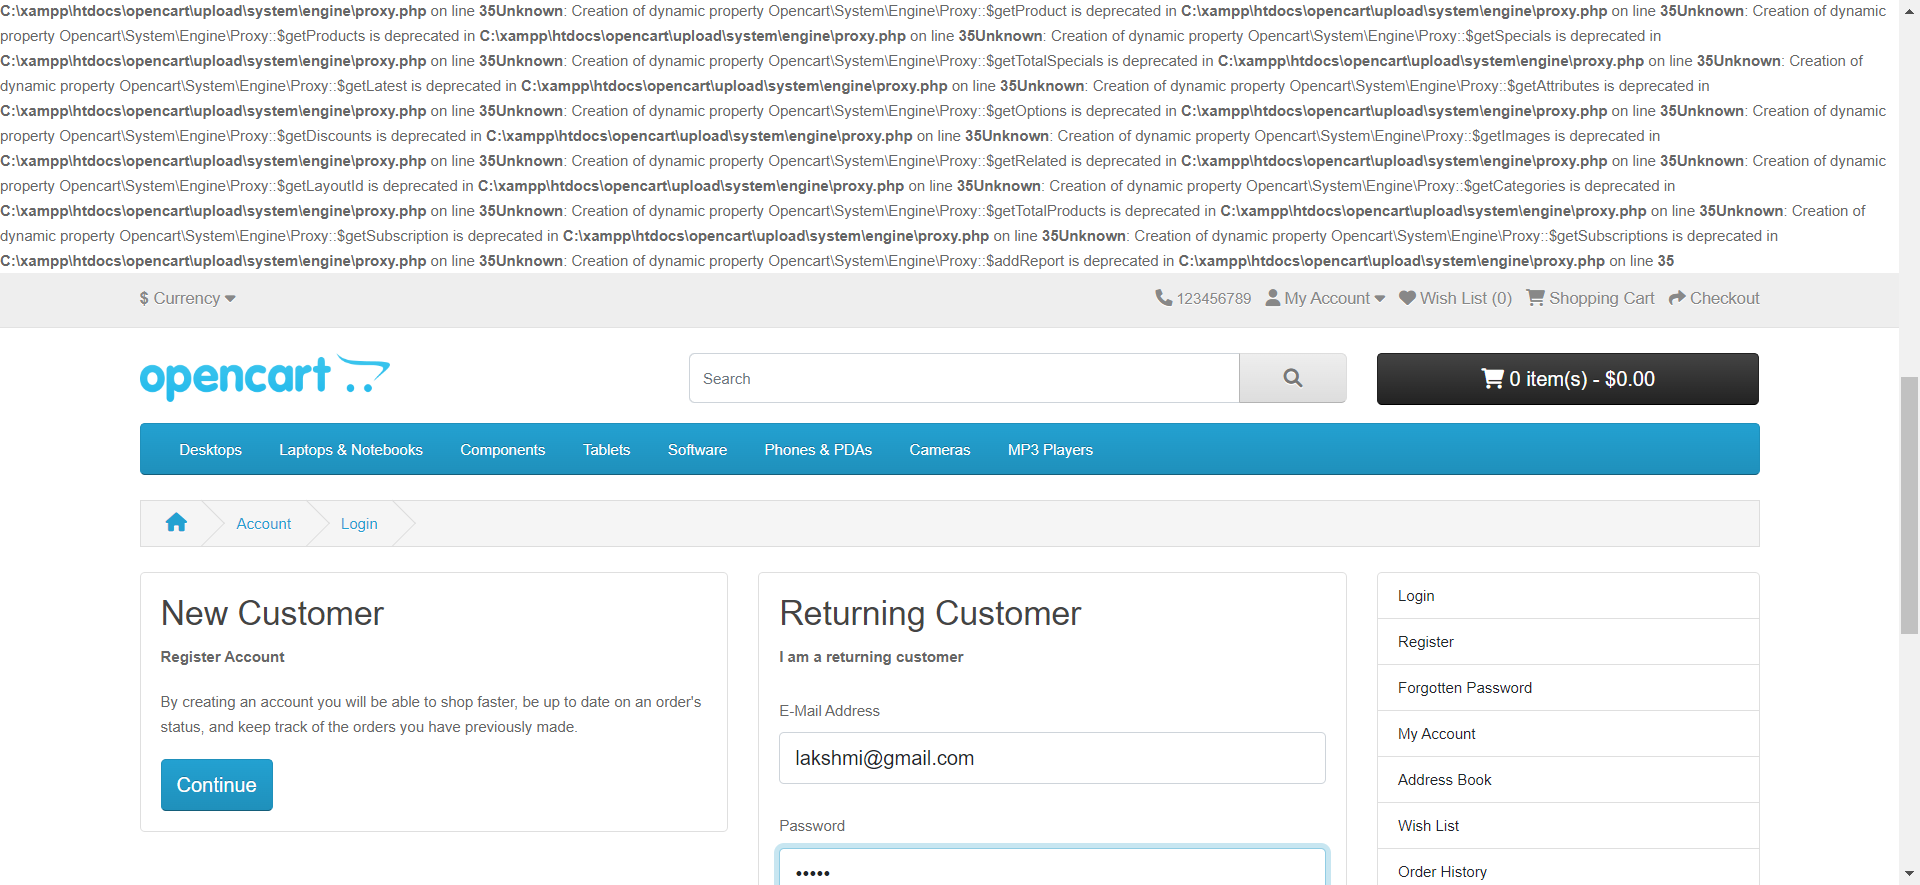 C:\xampp\htdocs\opencart\upload\system\engine\proxy.php on line 35Unknown: Creation of dynamic property Opencart\System\Engine\Proxy::$getProduct is deprecated in C:\xampp\htdocs\opencart\upload\system\engine\proxy.php on line 35Unknown: Creation of dynamic
property Opencart\System\Engine\Proxy::$getProducts is deprecated in C:\xampp\htdocs\opencart\upload\system\engine\proxy.php on line 35Unknown: Creation of dynamic property Opencart\System\Engine\Proxy::$getSpecials is deprecated in
C:\xampp\htdocs\opencart\upload\system\engine\proxy.php on line 35Unknown: Creation of dynamic property Opencart\System\Engine\Proxy::$getTotalSpecials is deprecated in C:\xampp\htdocs\opencart\upload\system\engine\proxy.php on line 35Unknown: Creation of
dynamic property Opencart\System\Engine\Proxy::$getLatest is deprecated in C:\xampp\htdocs\opencart\upload\system\engine\proxy.php on line 35Unknown: Creation of dynamic property Opencart\System\Engine\Proxy::$getAttributes is deprecated in
C:\xampp\htdocs\opencart\upload\system\engine\proxy.php on line 35Unknown: Creation of dynamic property Opencart\System\Engine\Proxy::$getOptions is deprecated in C:\xampp\htdocs\opencart\upload\system\engine\proxy.php on line 35Unknown: Creation of dynamic
property Opencart\System\Engine\Proxy::$getDiscounts is deprecated in C:\xampp\htdocs\opencart\upload\system\engine\proxy.php on line 35Unknown: Creation of dynamic property Opencart\System\Engine\Proxy::$getImages is deprecated in
C:\xampp\htdocs\opencart\upload\system\engine\proxy.php on line 35Unknown: Creation of dynamic property Opencart\System\Engine\Proxy::$getRelated is deprecated in C:\xampp\htdocs\opencart\upload\system\engine\proxy.php on line 35Unknown: Creation of dynamic
property Opencart\System\Engine\Proxy::$getLayoutId is deprecated in C:\xampp\htdocs\opencart\upload\system\engine\proxy.php on line 35Unknown: Creation of dynamic property Opencart\System\Engine\Proxy::$getCategories is deprecated in
C:\xampp\htdocs\opencart\upload\system\engine\proxy.php on line 35Unknown: Creation of dynamic property Opencart\System\Engine\Proxy::$getTotalProducts is deprecated in C:\xampp\htdocs\opencart\upload\system\engine\proxy.php on line 35Unknown: Creation of
dynamic property Opencart\System\Engine\Proxy::$getSubscription is deprecated in C:\xampp\htdocs\opencart\upload\system\engine\proxy.php on line 35Unknown: Creation of dynamic property Opencart\System\Engine\Proxy::$getSubscriptions is deprecated in
C:\xampp\htdocs\opencart\upload\system\engine\proxy.php on line 35Unknown: Creation of dynamic property Opencart\System\Engine\Proxy::$addReport is deprecated in C:\xampp\htdocs\opencart\upload\system\engine\proxy.php on line 35
$ Currency 123456789 My Account Wish List (0) Shopping Cart Checkout
opencart Search 0 item(s) - $0.00
Desktops Laptops & Notebooks Components Tablets Software Phones & PDAs Cameras MP3 Players
Account Login
New Customer
Register Account
By creating an account you will be able to shop faster, be up to date on an order's
status, and keep track of the orders you have previously made.
Continue
Returning Customer
I am a returning customer
E-Mail Address
lakshmi@gmail.com
Password
•••••
Login
Register
Forgotten Password
My Account
Address Book
Wish List
Order History